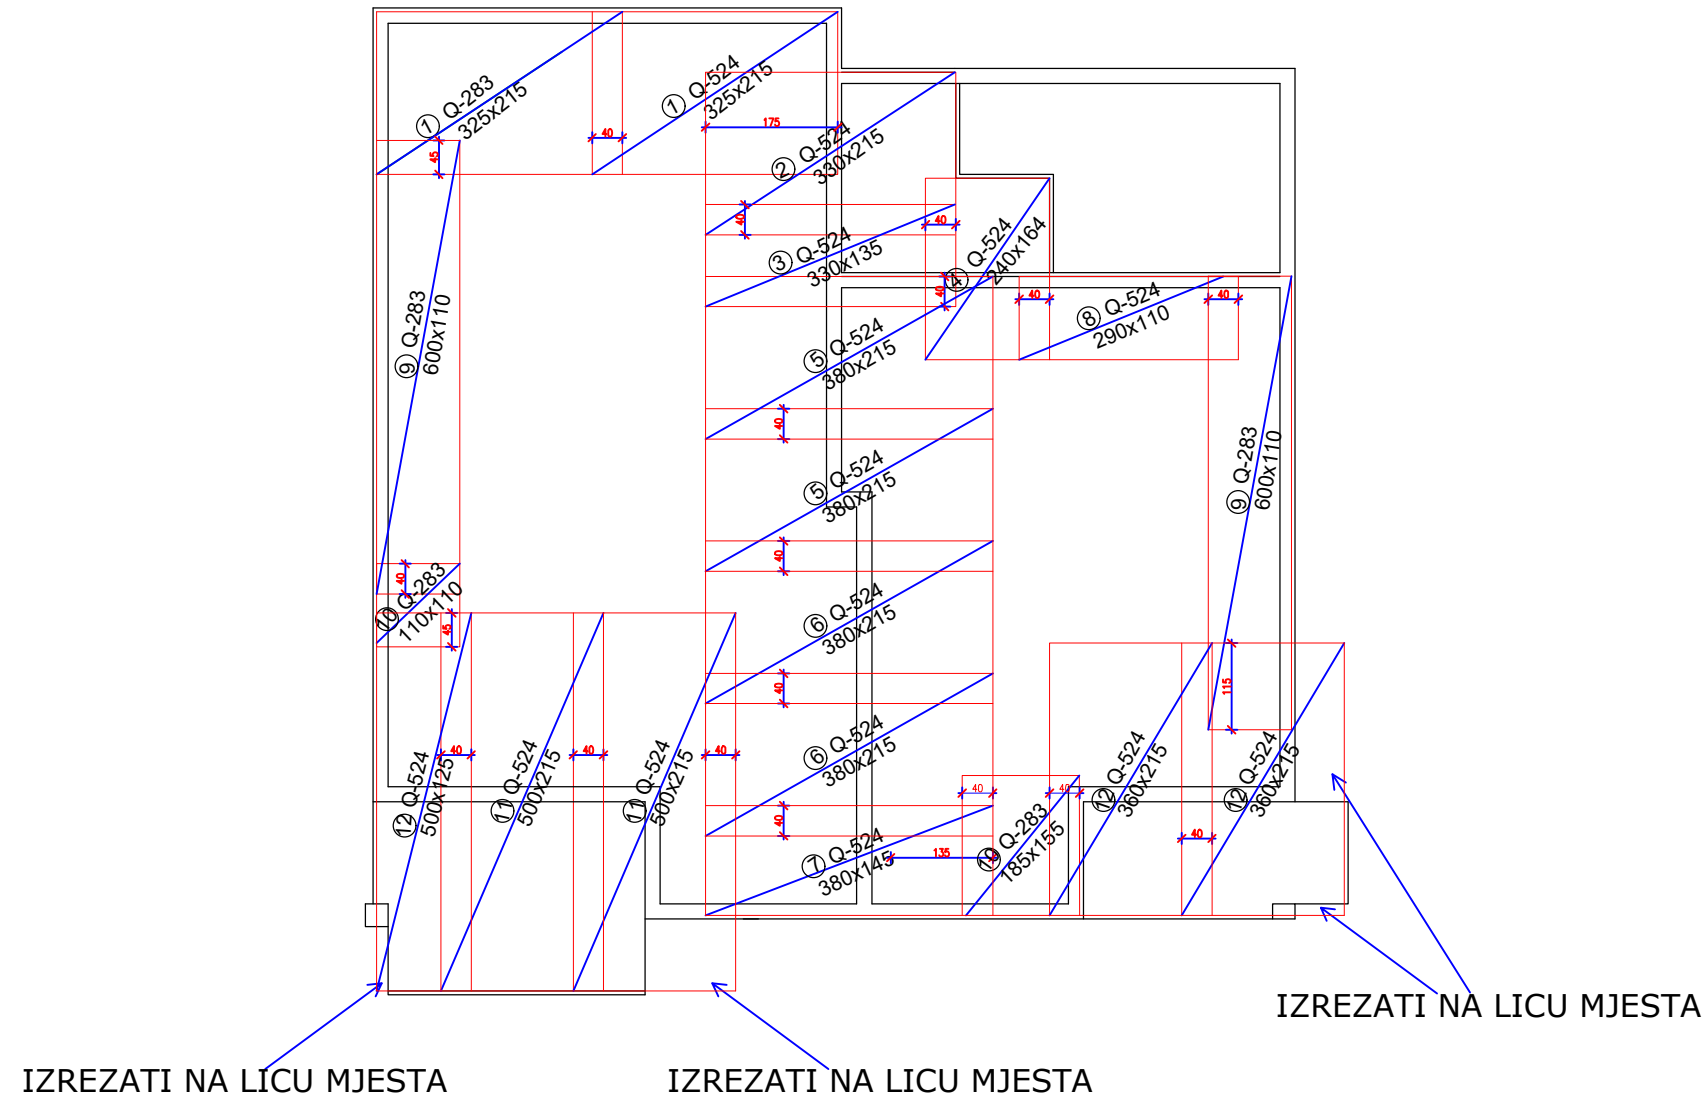 1 Q-283
325x215
1 Q-524
325x215
40
45
175
2 Q-524
330x215
40
3 Q-524
330x135
40
4 Q-524
240x164
40
40
40
8 Q-524
290x110
5 Q-524
380x215
9 Q-283
600x110
40
5 Q-524
380x215
9 Q-283
600x110
40
40
10 Q-283
110x110
45
6 Q-524
380x215
40
115
6 Q-524
380x215
40
40
40
40
12 Q-524
500x125
11 Q-524
500x215
11 Q-524
500x215
40
40
12 Q-524
360x215
12 Q-524
360x215
40
7 Q-524
380x145
135
10 Q-283
185x155
IZREZATI NA LICU MJESTA
IZREZATI NA LICU MJESTA
IZREZATI NA LICU MJESTA